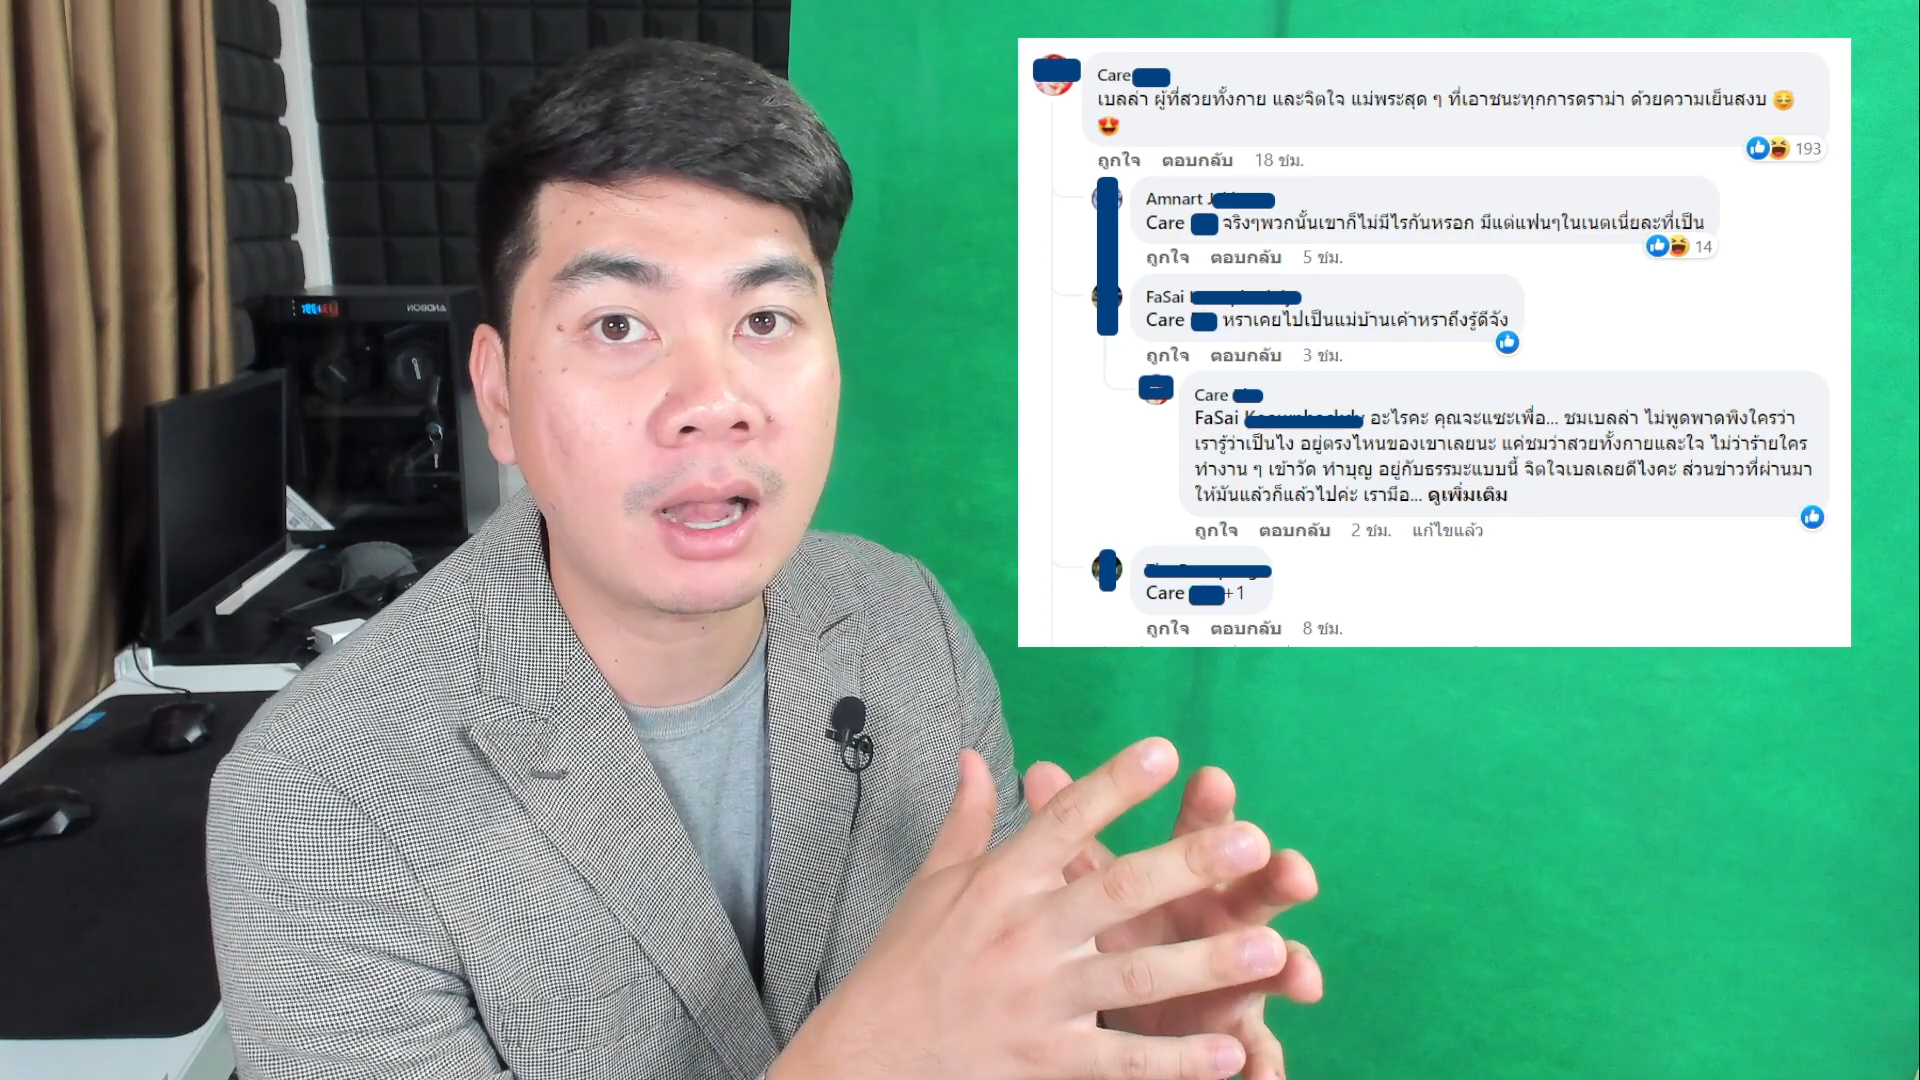 Care
เบลล่า ผู้ที่สวยทั้งกาย และจิตใจ แม่พระสุด ๆ ที่เอาชนะทุกการดราม่า ด้วยความเย็นสงบ 😇
😍
193
ถูกใจ ตอบกลับ 18 ชม.
Amnart
Care จริงๆพวกนั้นเขาก็ไม่มีไรกันหรอก มีแต่แฟนๆในเนตเนี่ยละที่เป็น
14
ถูกใจ ตอบกลับ 5 ชม.
FaSai
Care หราเคยไปเป็นแม่บ้านเค้าหราถึงรู้ดีจัง
ถูกใจ ตอบกลับ 3 ชม.
Care
FaSai อะไรคะ คุณจะแซะเพื่อ... ชมเบลล่า ไม่พูดพาดพิงใครว่า
เรารู้ว่าเป็นไง อยู่ตรงไหนของเขาเลยนะ แค่ชมว่าสวยทั้งกายและใจ ไม่ว่าร้ายใคร
ทำงาน ๆ เข้าวัด ทำบุญ อยู่กับธรรมะแบบนี้ จิตใจเบลเลยดีไงคะ ส่วนข่าวที่ผ่านมา
ให้มันแล้วก็แล้วไปค่ะ เรามีอ... ดูเพิ่มเติม
ถูกใจ ตอบกลับ 2 ชม. แก้ไขแล้ว
Care +1
ถูกใจ ตอบกลับ 8 ชม.
ANDBON